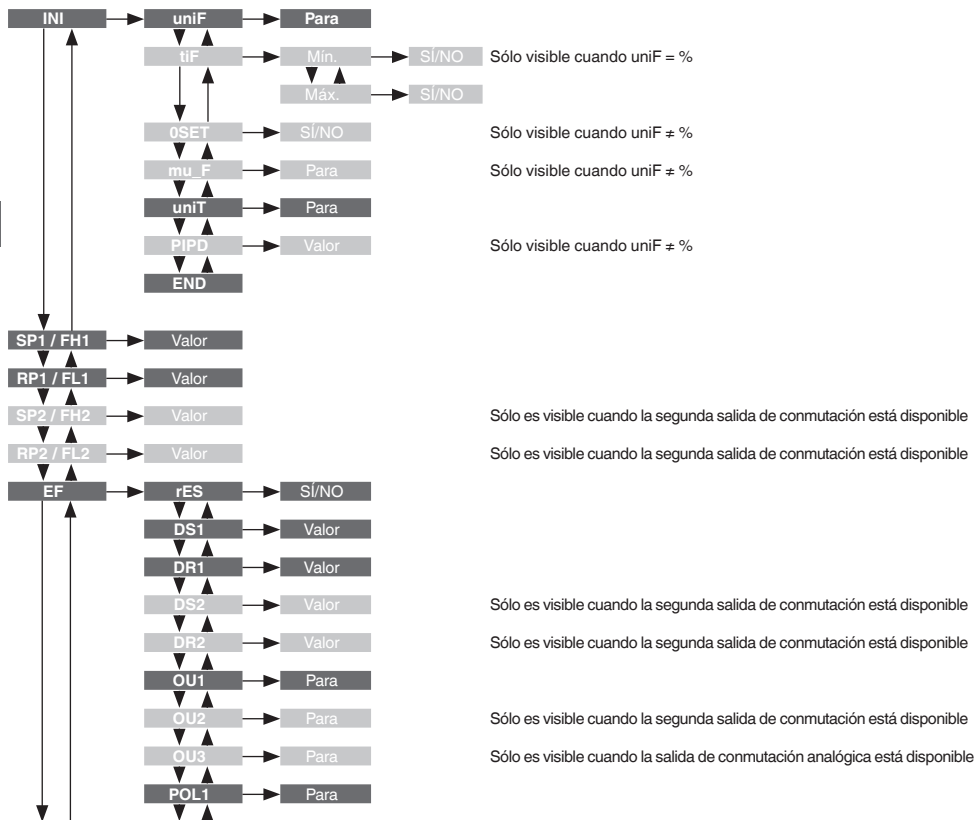 INI uniF Para
tiF Mín. SÍ/NO Sólo visible cuando uniF = %
Máx. SÍ/NO
0SET SÍ/NO Sólo visible cuando uniF ≠ %
mu_F Para Sólo visible cuando uniF ≠ %
uniT Para
PIPD Valor Sólo visible cuando uniF ≠ %
END
SP1 / FH1 Valor
RP1 / FL1 Valor
SP2 / FH2 Valor Sólo es visible cuando la segunda salida de conmutación está disponible
RP2 / FL2 Valor Sólo es visible cuando la segunda salida de conmutación está disponible
EF rES SÍ/NO
DS1 Valor
DR1 Valor
DS2 Valor Sólo es visible cuando la segunda salida de conmutación está disponible
DR2 Valor Sólo es visible cuando la segunda salida de conmutación está disponible
OU1 Para
OU2 Para Sólo es visible cuando la segunda salida de conmutación está disponible
OU3 Para Sólo es visible cuando la salida de conmutación analógica está disponible
POL1 Para